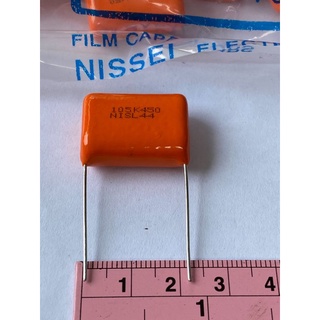 FILM CAPA
NISSEI ELECT
105K450
NISL44
1 2 3 4
1